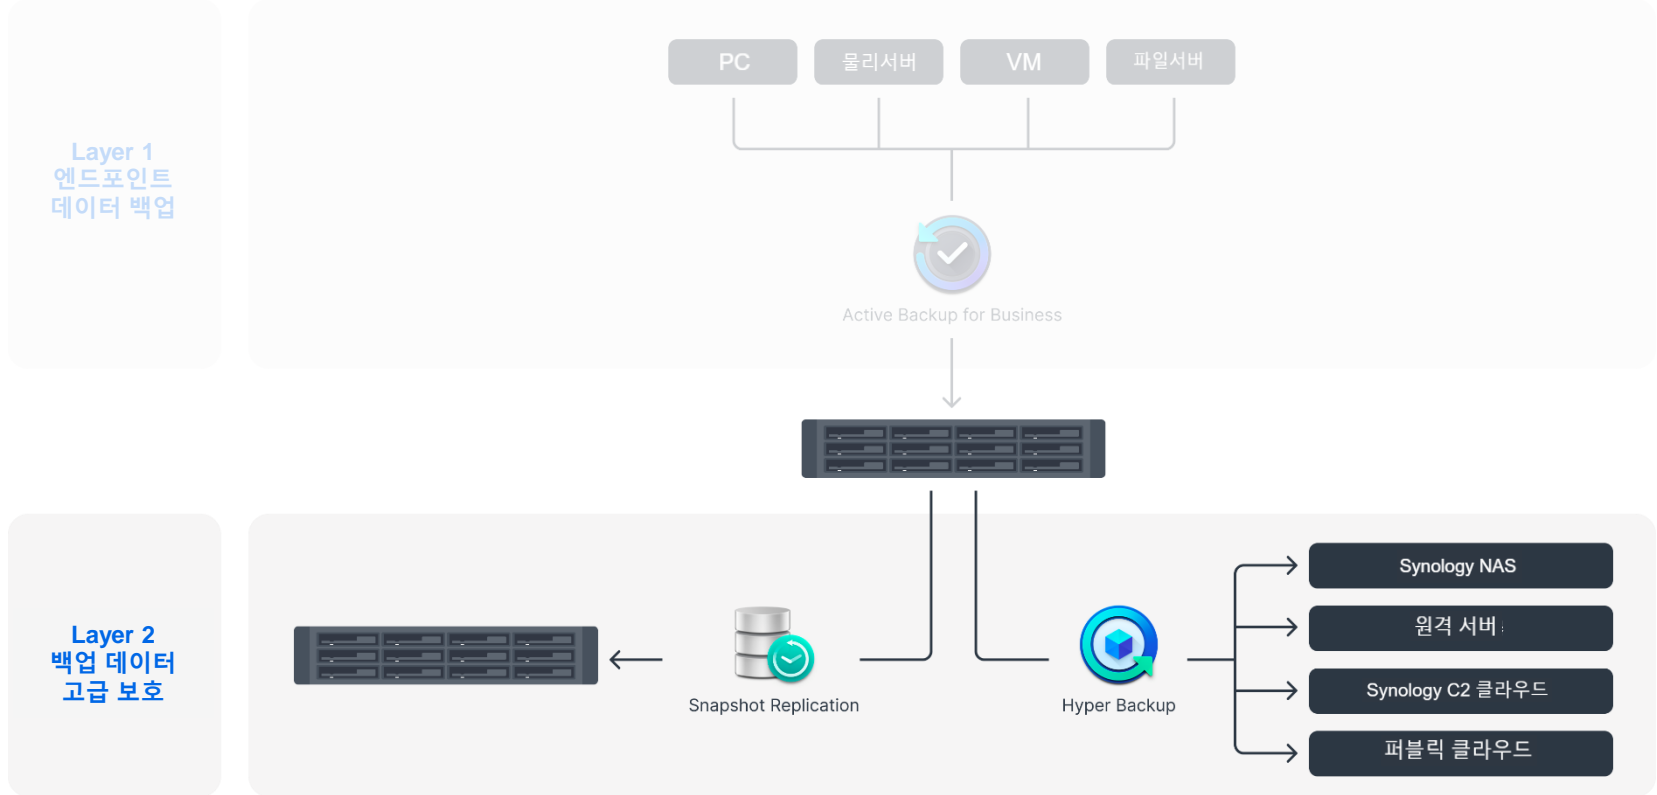 PC
물리서버
VM
파일서버
Layer 1
엔드포인트
데이터 백업
Active Backup for Business
Layer 2
백업 데이터
고급 보호
Snapshot Replication
Hyper Backup
Synology NAS
원격 서버
Synology C2 클라우드
퍼블릭 클라우드